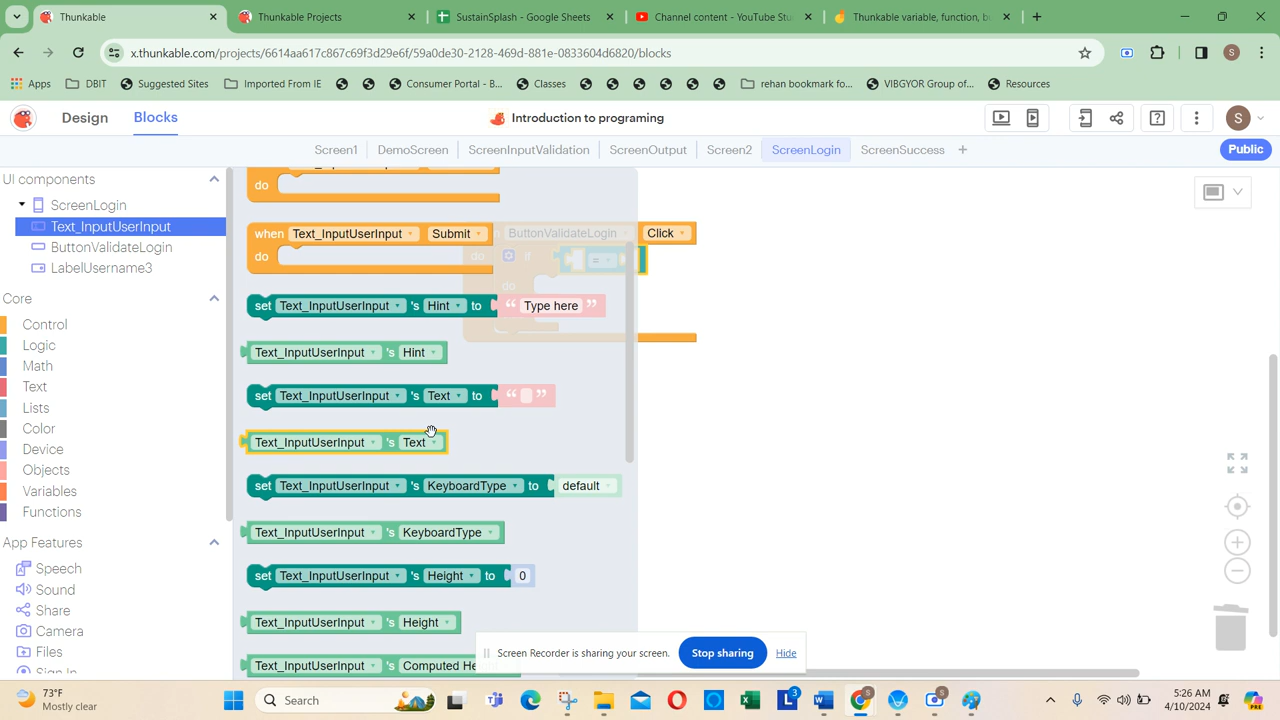 Thunkable
Thunkable Projects
SustainSplash - Google Sheets
Channel content - YouTube Stu
Thunkable variable, function, b
x.thunkable.com/projects/6614aa617c867c69f3d29e6f/59a0de30-2128-469d-881e-0833604d6820/blocks
S
Apps
DBIT
Suggested Sites
Imported From IE
Consumer Portal - B...
Classes
rehan bookmark fo...
VIBGYOR Group of...
Resources
Design
Blocks
Introduction to programing
S
Screen1
DemoScreen
ScreenInputValidation
ScreenOutput
Screen2
ScreenLogin
ScreenSuccess
Public
UI components
ScreenLogin
Text_InputUserInput
ButtonValidateLogin
LabelUsername3
Core
Control
Logic
Math
Text
Lists
Color
Device
Objects
Variables
Functions
App Features
Speech
Sound
Share
Camera
Files
Sign In
do
when Text_InputUserInput Submit
do
ButtonValidateLogin Click
do if =
do
set Text_InputUserInput 's Hint to “ Type here ”
Text_InputUserInput 's Hint
set Text_InputUserInput 's Text to “ ”
Text_InputUserInput 's Text
set Text_InputUserInput 's KeyboardType to default
Text_InputUserInput 's KeyboardType
set Text_InputUserInput 's Height to 0
Text_InputUserInput 's Height
Text_InputUserInput 's Computed He
Screen Recorder is sharing your screen.
Stop sharing
Hide
73°F
Mostly clear
Search
3
5:26 AM
4/10/2024